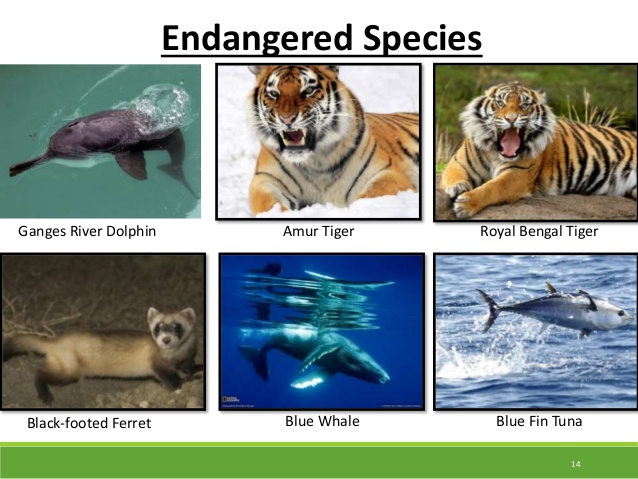 Endangered Species
Ganges River Dolphin
Amur Tiger
Royal Bengal Tiger
Black-footed Ferret
Blue Whale
Blue Fin Tuna
14